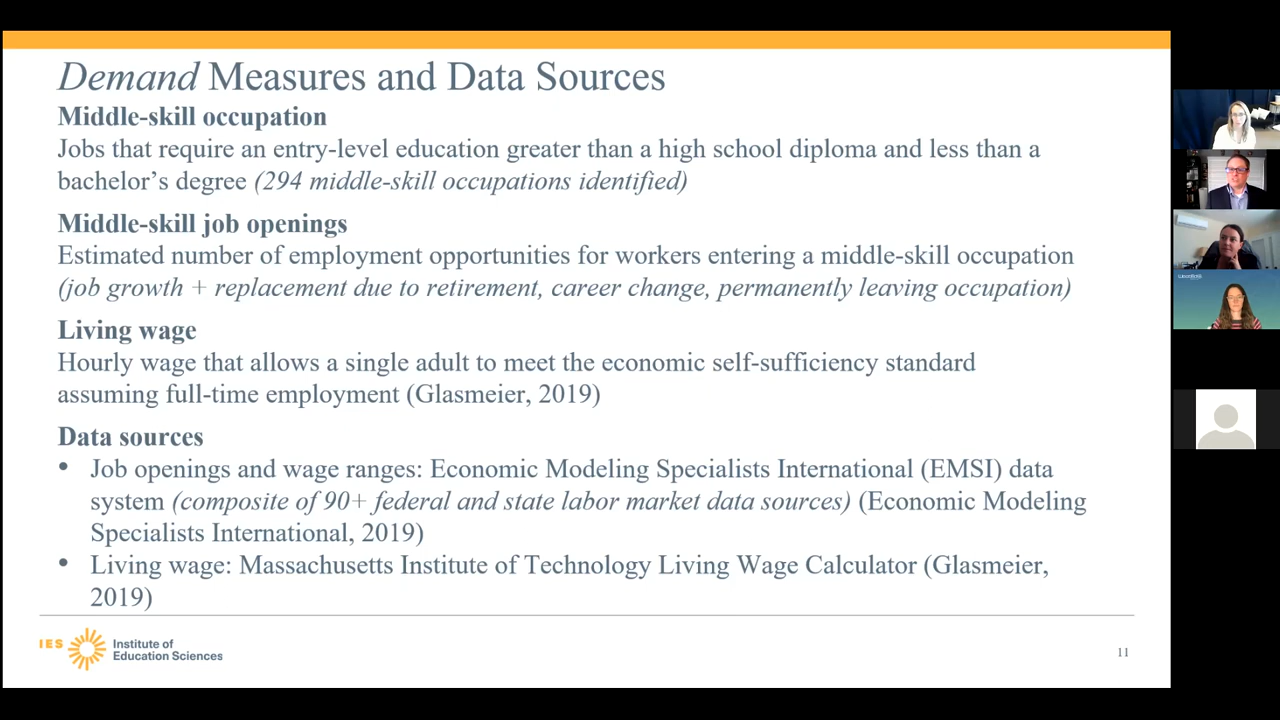 Demand Measures and Data Sources
Middle-skill occupation
Jobs that require an entry-level education greater than a high school diploma and less than a
bachelor’s degree (294 middle-skill occupations identified)
Middle-skill job openings
Estimated number of employment opportunities for workers entering a middle-skill occupation
(job growth + replacement due to retirement, career change, permanently leaving occupation)
Living wage
Hourly wage that allows a single adult to meet the economic self-sufficiency standard
assuming full-time employment (Glasmeier, 2019)
Data sources
• Job openings and wage ranges: Economic Modeling Specialists International (EMSI) data
system (composite of 90+ federal and state labor market data sources) (Economic Modeling
Specialists International, 2019)
• Living wage: Massachusetts Institute of Technology Living Wage Calculator (Glasmeier,
2019)
IES
Institute of
Education Sciences
11